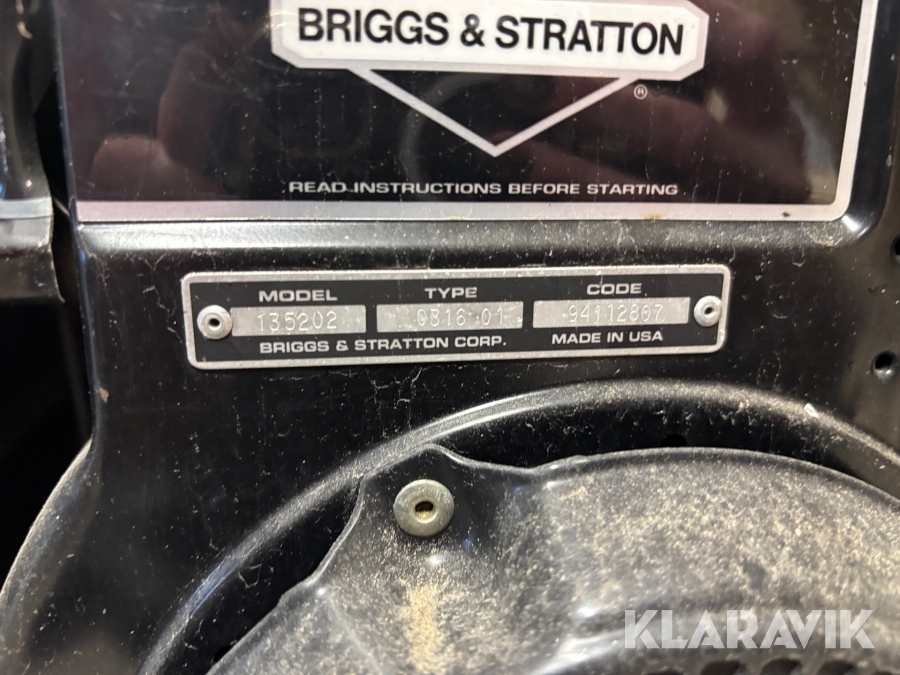 BRIGGS & STRATTON
®
READ INSTRUCTIONS BEFORE STARTING
MODEL TYPE CODE
135202 0316 01 94112807
BRIGGS & STRATTON CORP. MADE IN USA
KLARAVIK